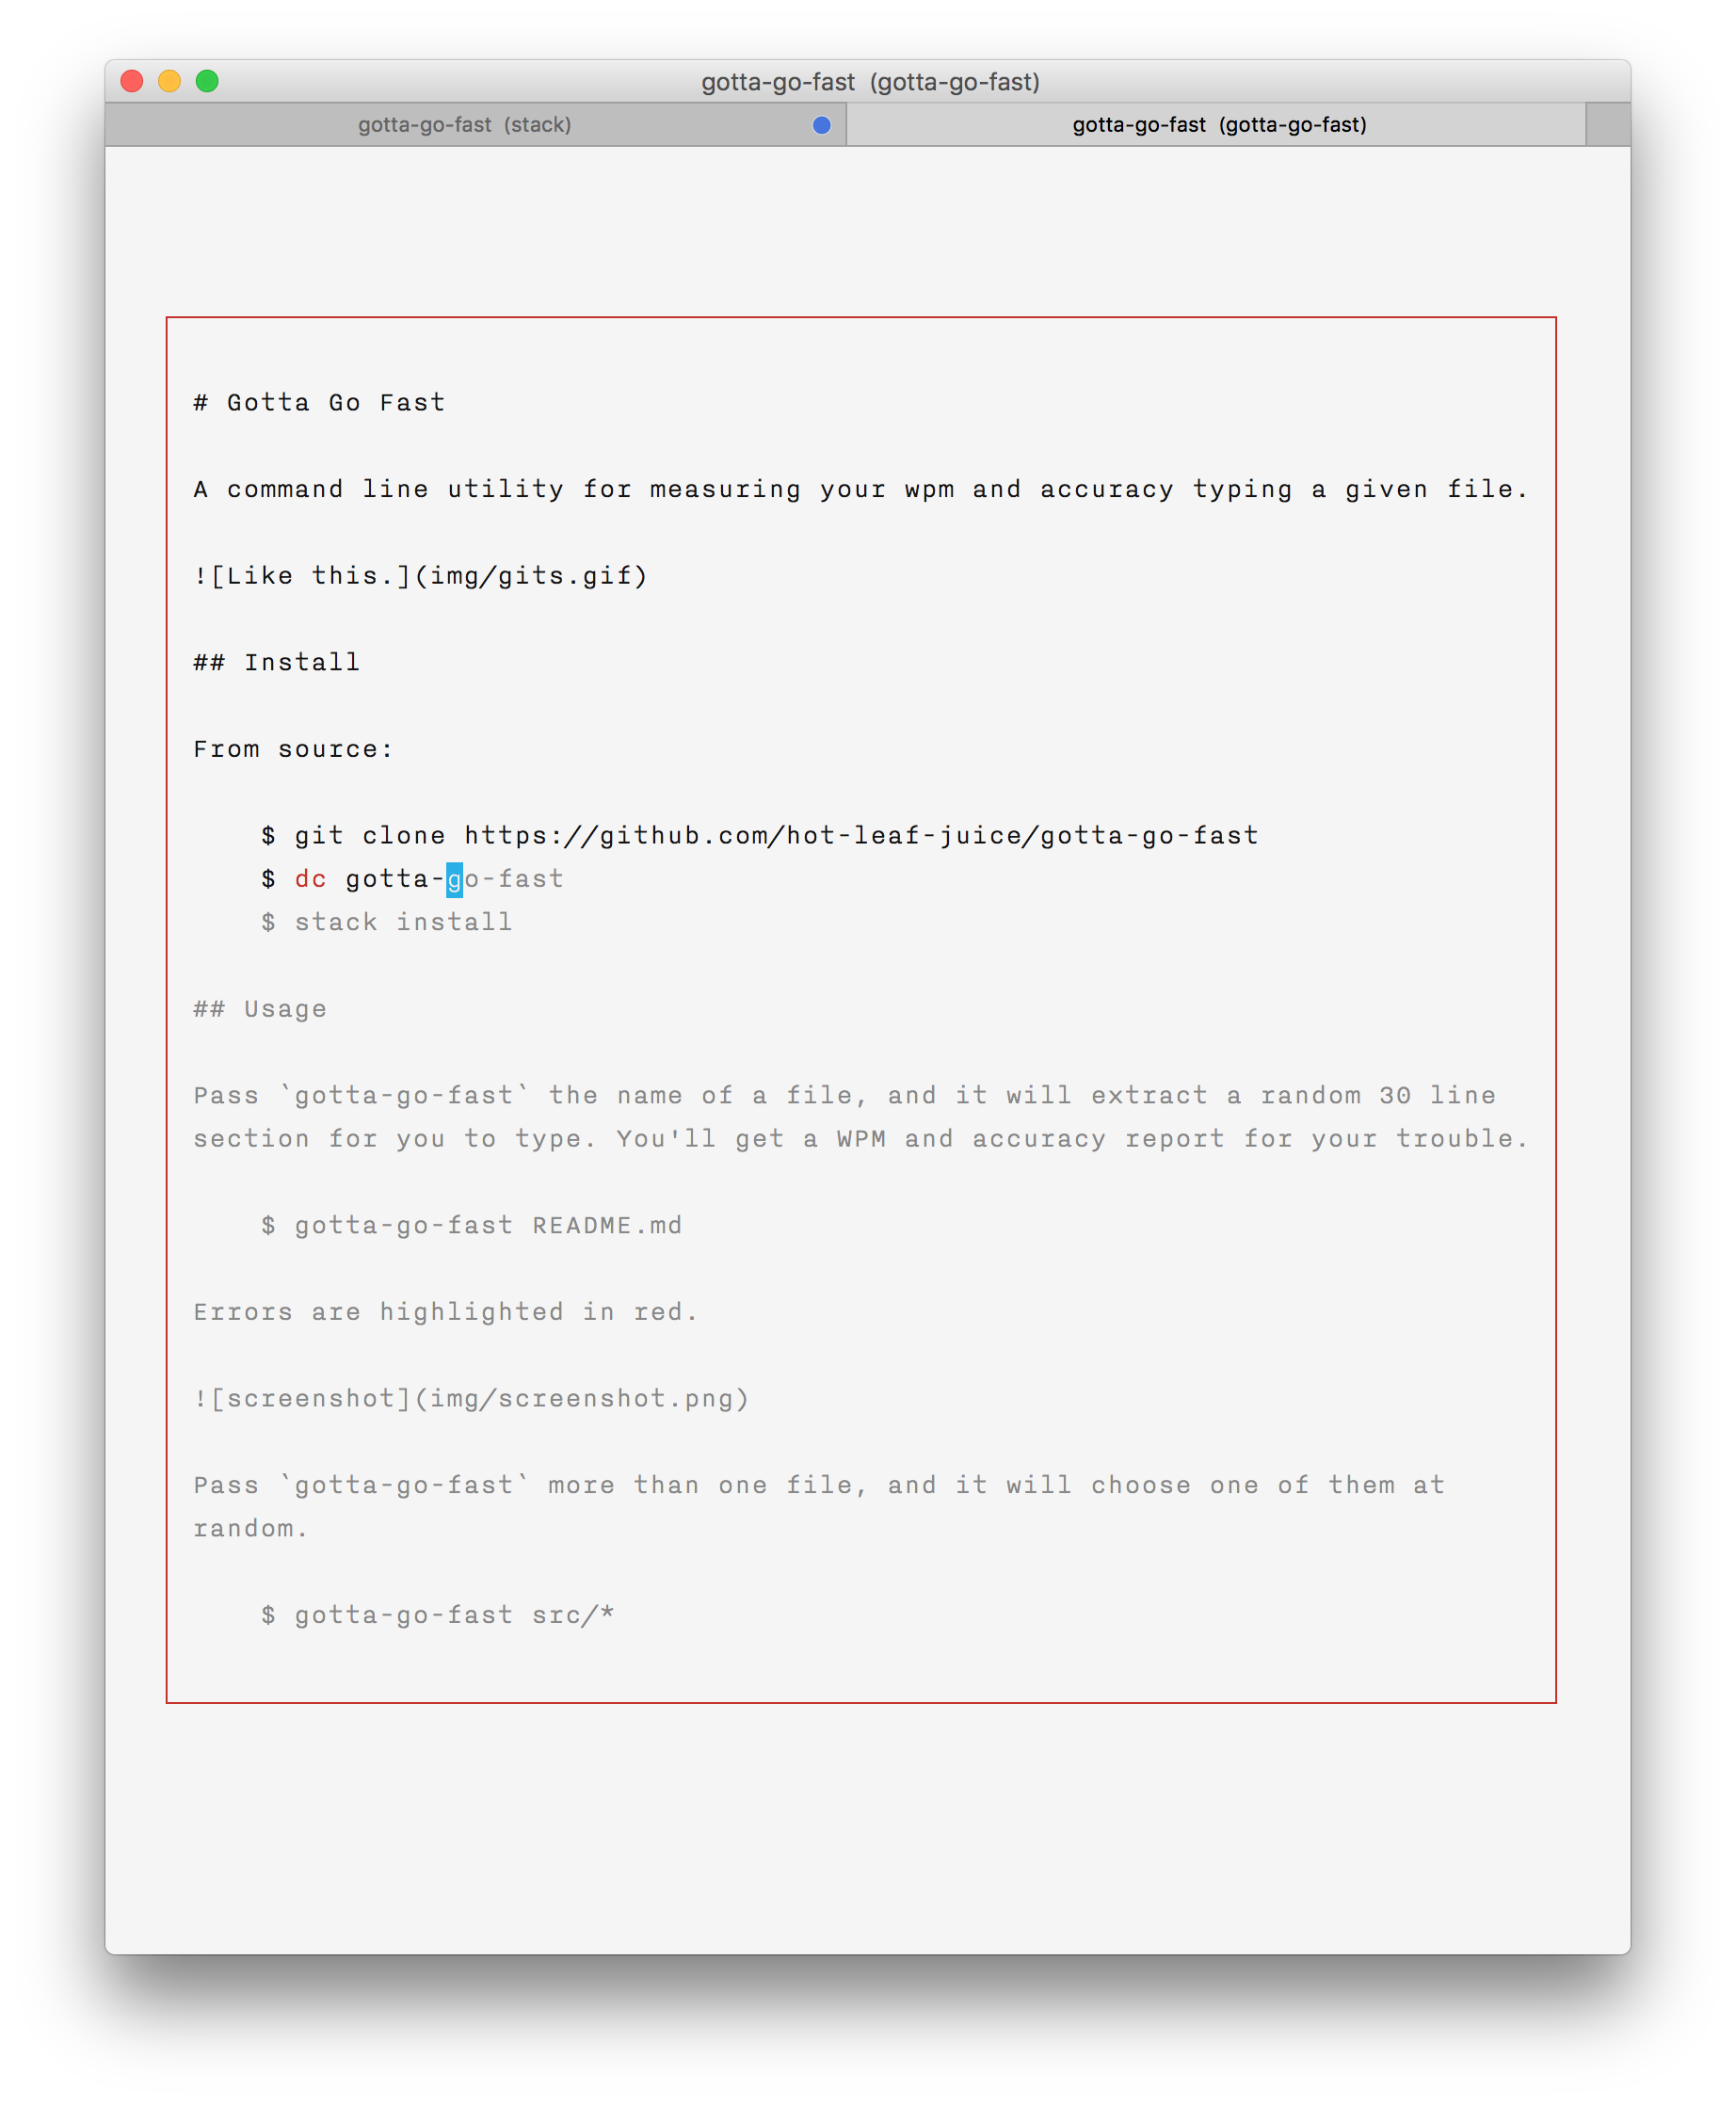 gotta-go-fast (gotta-go-fast)
gotta-go-fast (stack)
gotta-go-fast (gotta-go-fast)
# Gotta Go Fast
A command line utility for measuring your wpm and accuracy typing a given file.
![Like this.](img/gits.gif)
## Install
From source:
$ git clone https://github.com/hot-leaf-juice/gotta-go-fast
$ dc gotta-go-fast
$ stack install
## Usage
Pass `gotta-go-fast` the name of a file, and it will extract a random 30 line
section for you to type. You'll get a WPM and accuracy report for your trouble.
$ gotta-go-fast README.md
Errors are highlighted in red.
![screenshot](img/screenshot.png)
Pass `gotta-go-fast` more than one file, and it will choose one of them at
random.
$ gotta-go-fast src/*